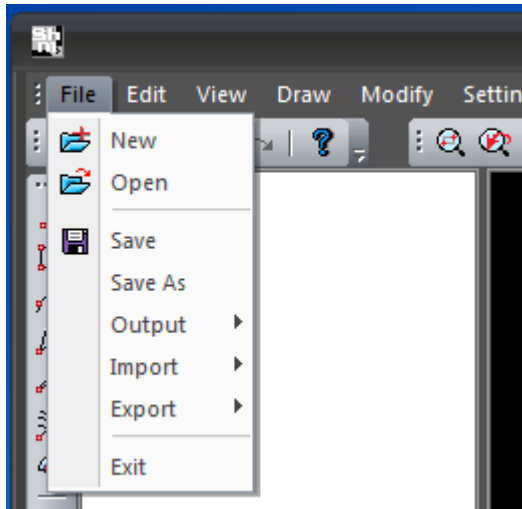 File Edit View Draw Modify
New
Open
Save
Save As
Output
Import
Export
Exit